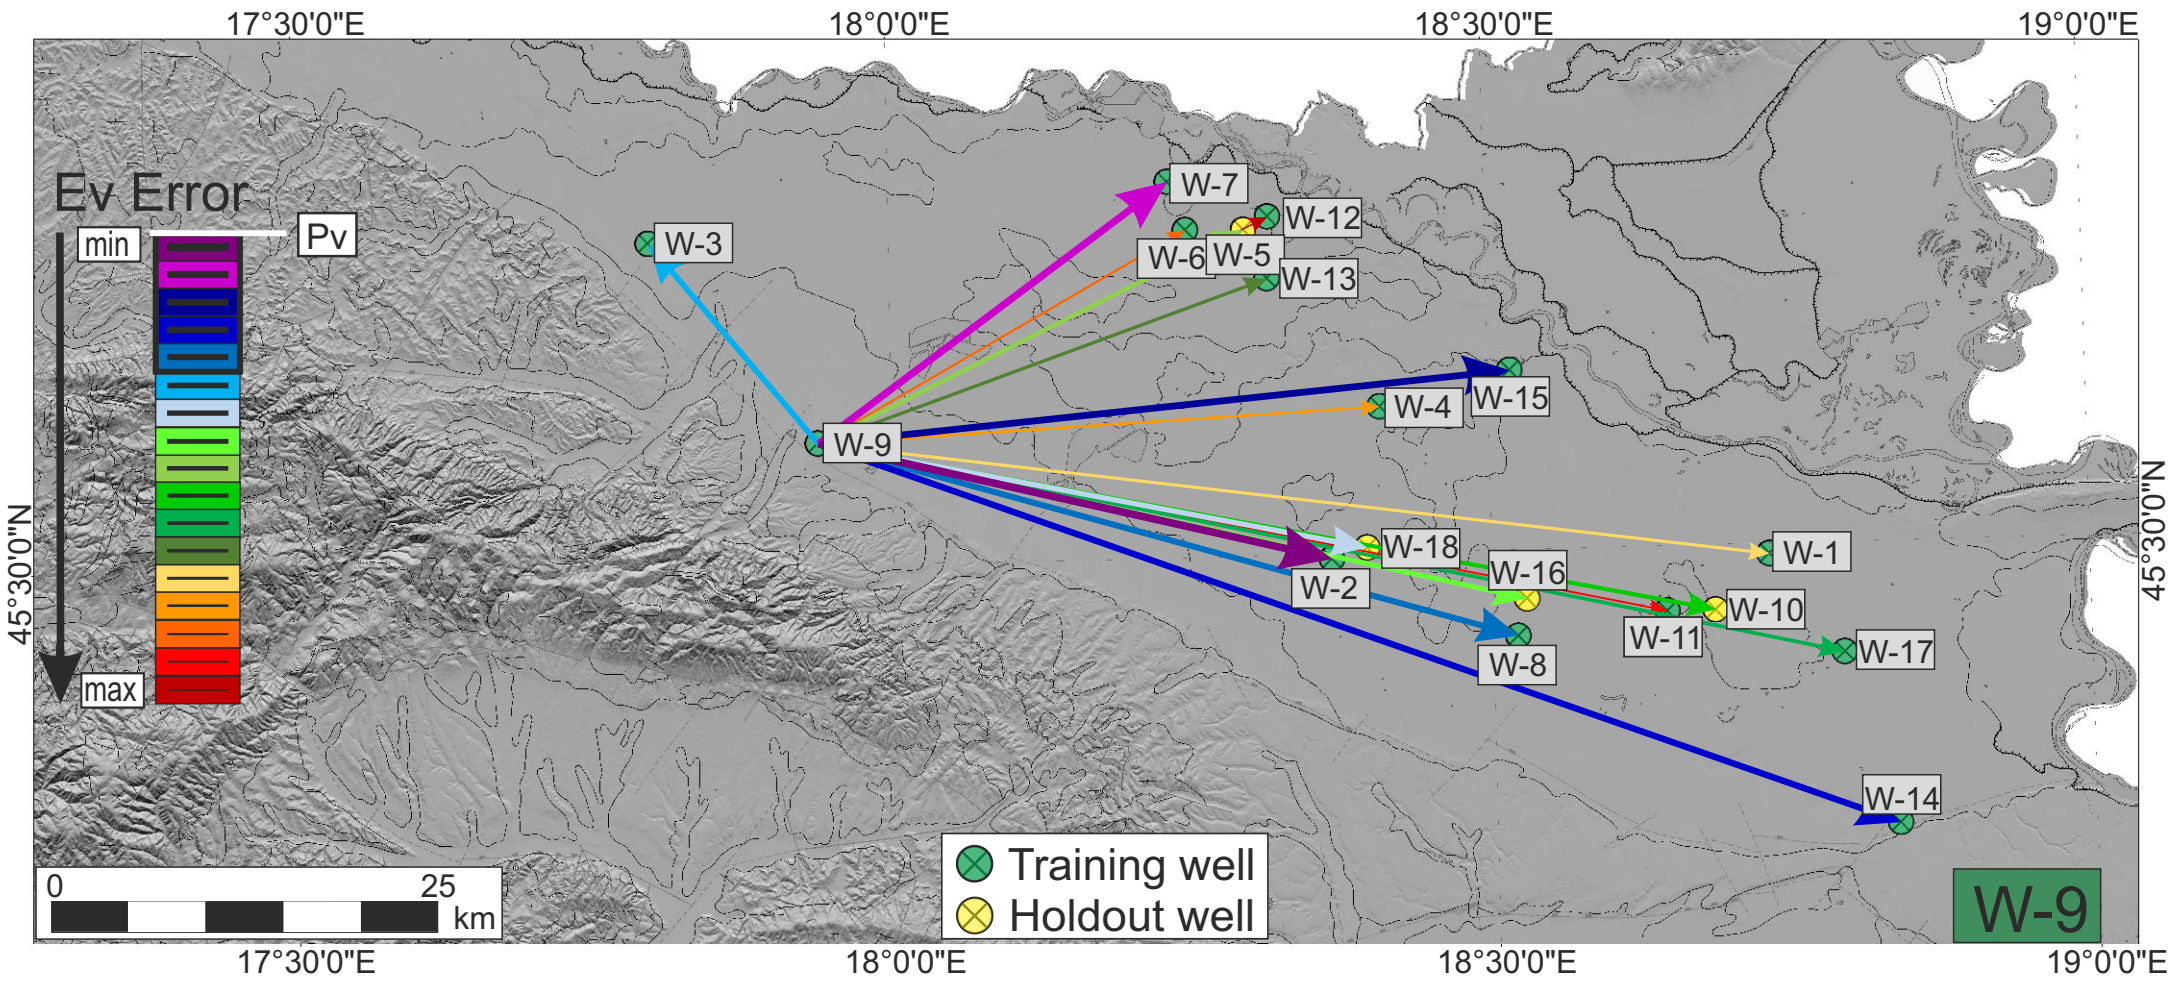 17°30'0"E
18°0'0"E
18°30'0"E
19°0'0"E
Ev Error
min
Pv
max
W-7
W-12
W-3
W-6
W-5
W-13
W-15
W-4
W-9
W-18
W-1
W-16
W-2
W-10
W-11
W-17
W-8
W-14
45°30'0"N
45°30'0"N
0
25
km
Training well
Holdout well
W-9
17°30'0"E
18°0'0"E
18°30'0"E
19°0'0"E